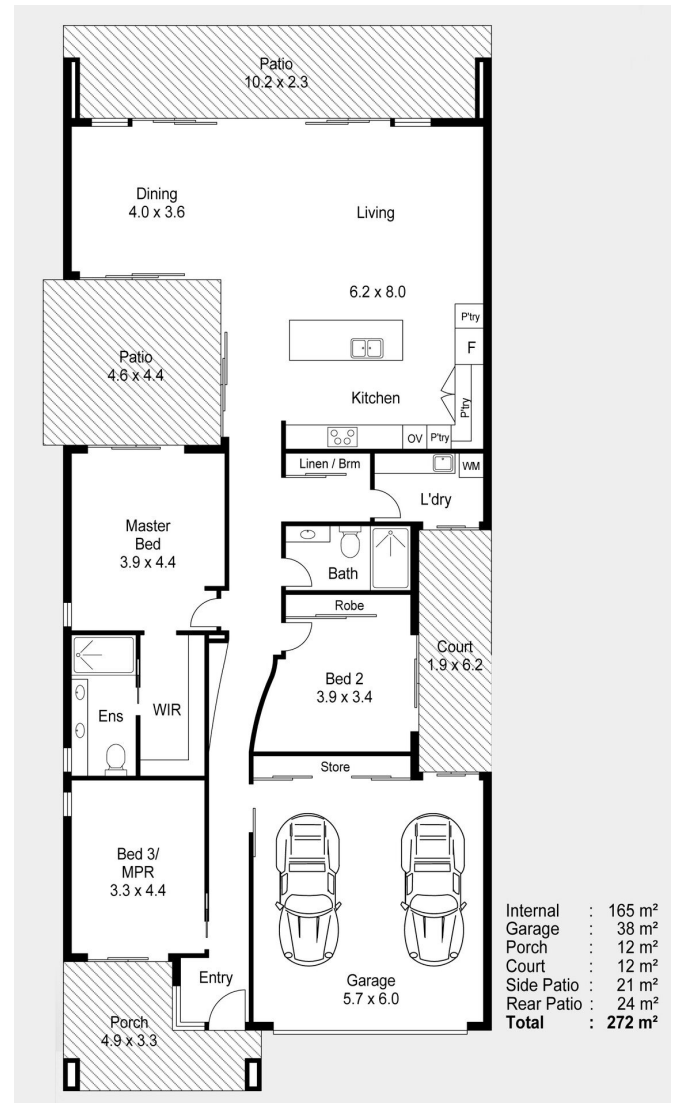 Patio
10.2 x 2.3
Dining
4.0 x 3.6
Living
6.2 x 8.0
P'try
F
Patio
4.6 x 4.4
Kitchen
P'try
OV
P'try
Linen / Brm
WM
L'dry
Master
Bed
3.9 x 4.4
Bath
Robe
Court
1.9 x 6.2
Bed 2
3.9 x 3.4
Ens
WIR
Store
Bed 3/
MPR
3.3 x 4.4
Entry
Garage
5.7 x 6.0
Porch
4.9 x 3.3
Internal : 165 m²
Garage : 38 m²
Porch : 12 m²
Court : 12 m²
Side Patio : 21 m²
Rear Patio : 24 m²
Total : 272 m²